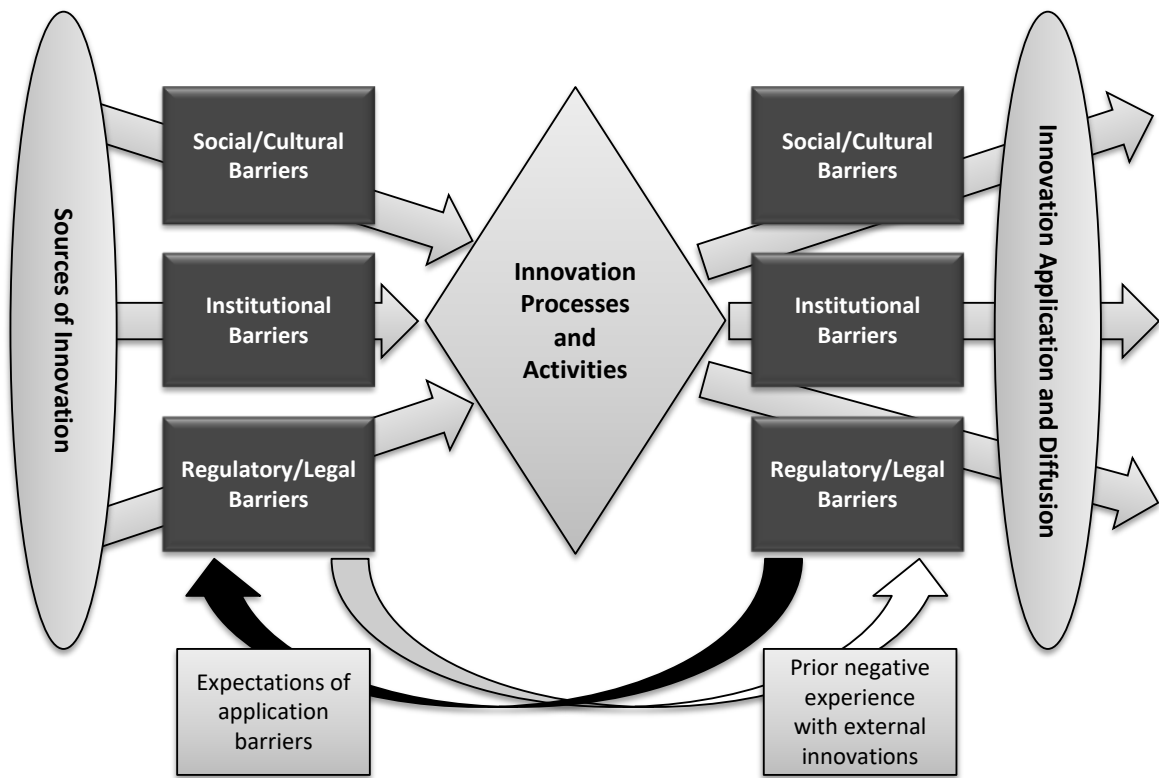 Sources of Innovation
Social/Cultural
Barriers
Institutional
Barriers
Regulatory/Legal
Barriers
Innovation
Processes
and
Activities
Social/Cultural
Barriers
Institutional
Barriers
Regulatory/Legal
Barriers
Innovation Application and Diffusion
Expectations of
application
barriers
Prior negative
experience
with external
innovations